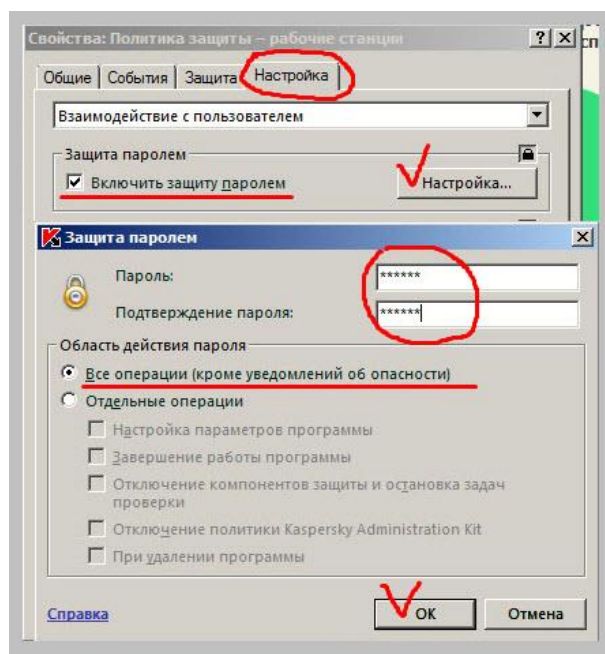 Свойства: Политика защиты – рабочие станции
сп
Общие
События
Защита
Настройка
Взаимодействие с пользователем
Защита паролем
Включить защиту паролем
Настройка...
Защита паролем
Пароль:
******
Подтверждение пароля:
******
Область действия пароля
Все операции (кроме уведомлений об опасности)
Отдельные операции
Настройка параметров программы
Завершение работы программы
Отключение компонентов защиты и остановка задач
проверки
Отключение политики Kaspersky Administration Kit
При удалении программы
Справка
ОК
Отмена